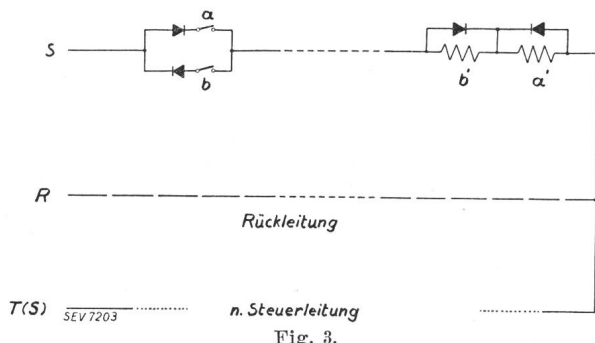 a
S
b
b'
a'
R
Rückleitung
T(S)
SEV 7203
n. Steuerleitung
Fig. 3.